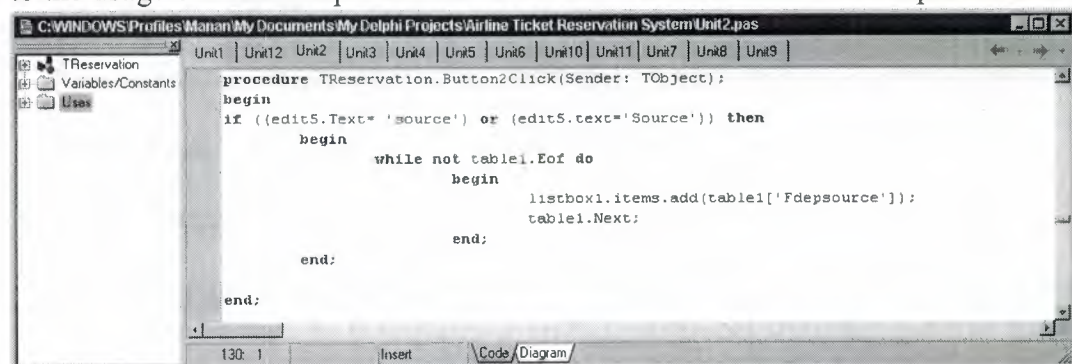 C:\WINDOWS\Profiles\Manan\My Documents\My Delphi Projects\Airline Ticket Reservation System\Unit2.pas
Unit1 Unit12 Unit2 Unit3 Unit4 Unit5 Unit6 Unit10 Unit11 Unit7 Unit8 Unit9
TReservation
Variables/Constants
Uses
procedure TReservation.Button2Click(Sender: TObject);
begin
if ((edit5.Text= 'source') or (edit5.text='Source')) then
begin
while not table1.Eof do
begin
listbox1.items.add(table1['Fdepsource']);
table1.Next;
end;
end;
end;
130: 1 Insert Code Diagram